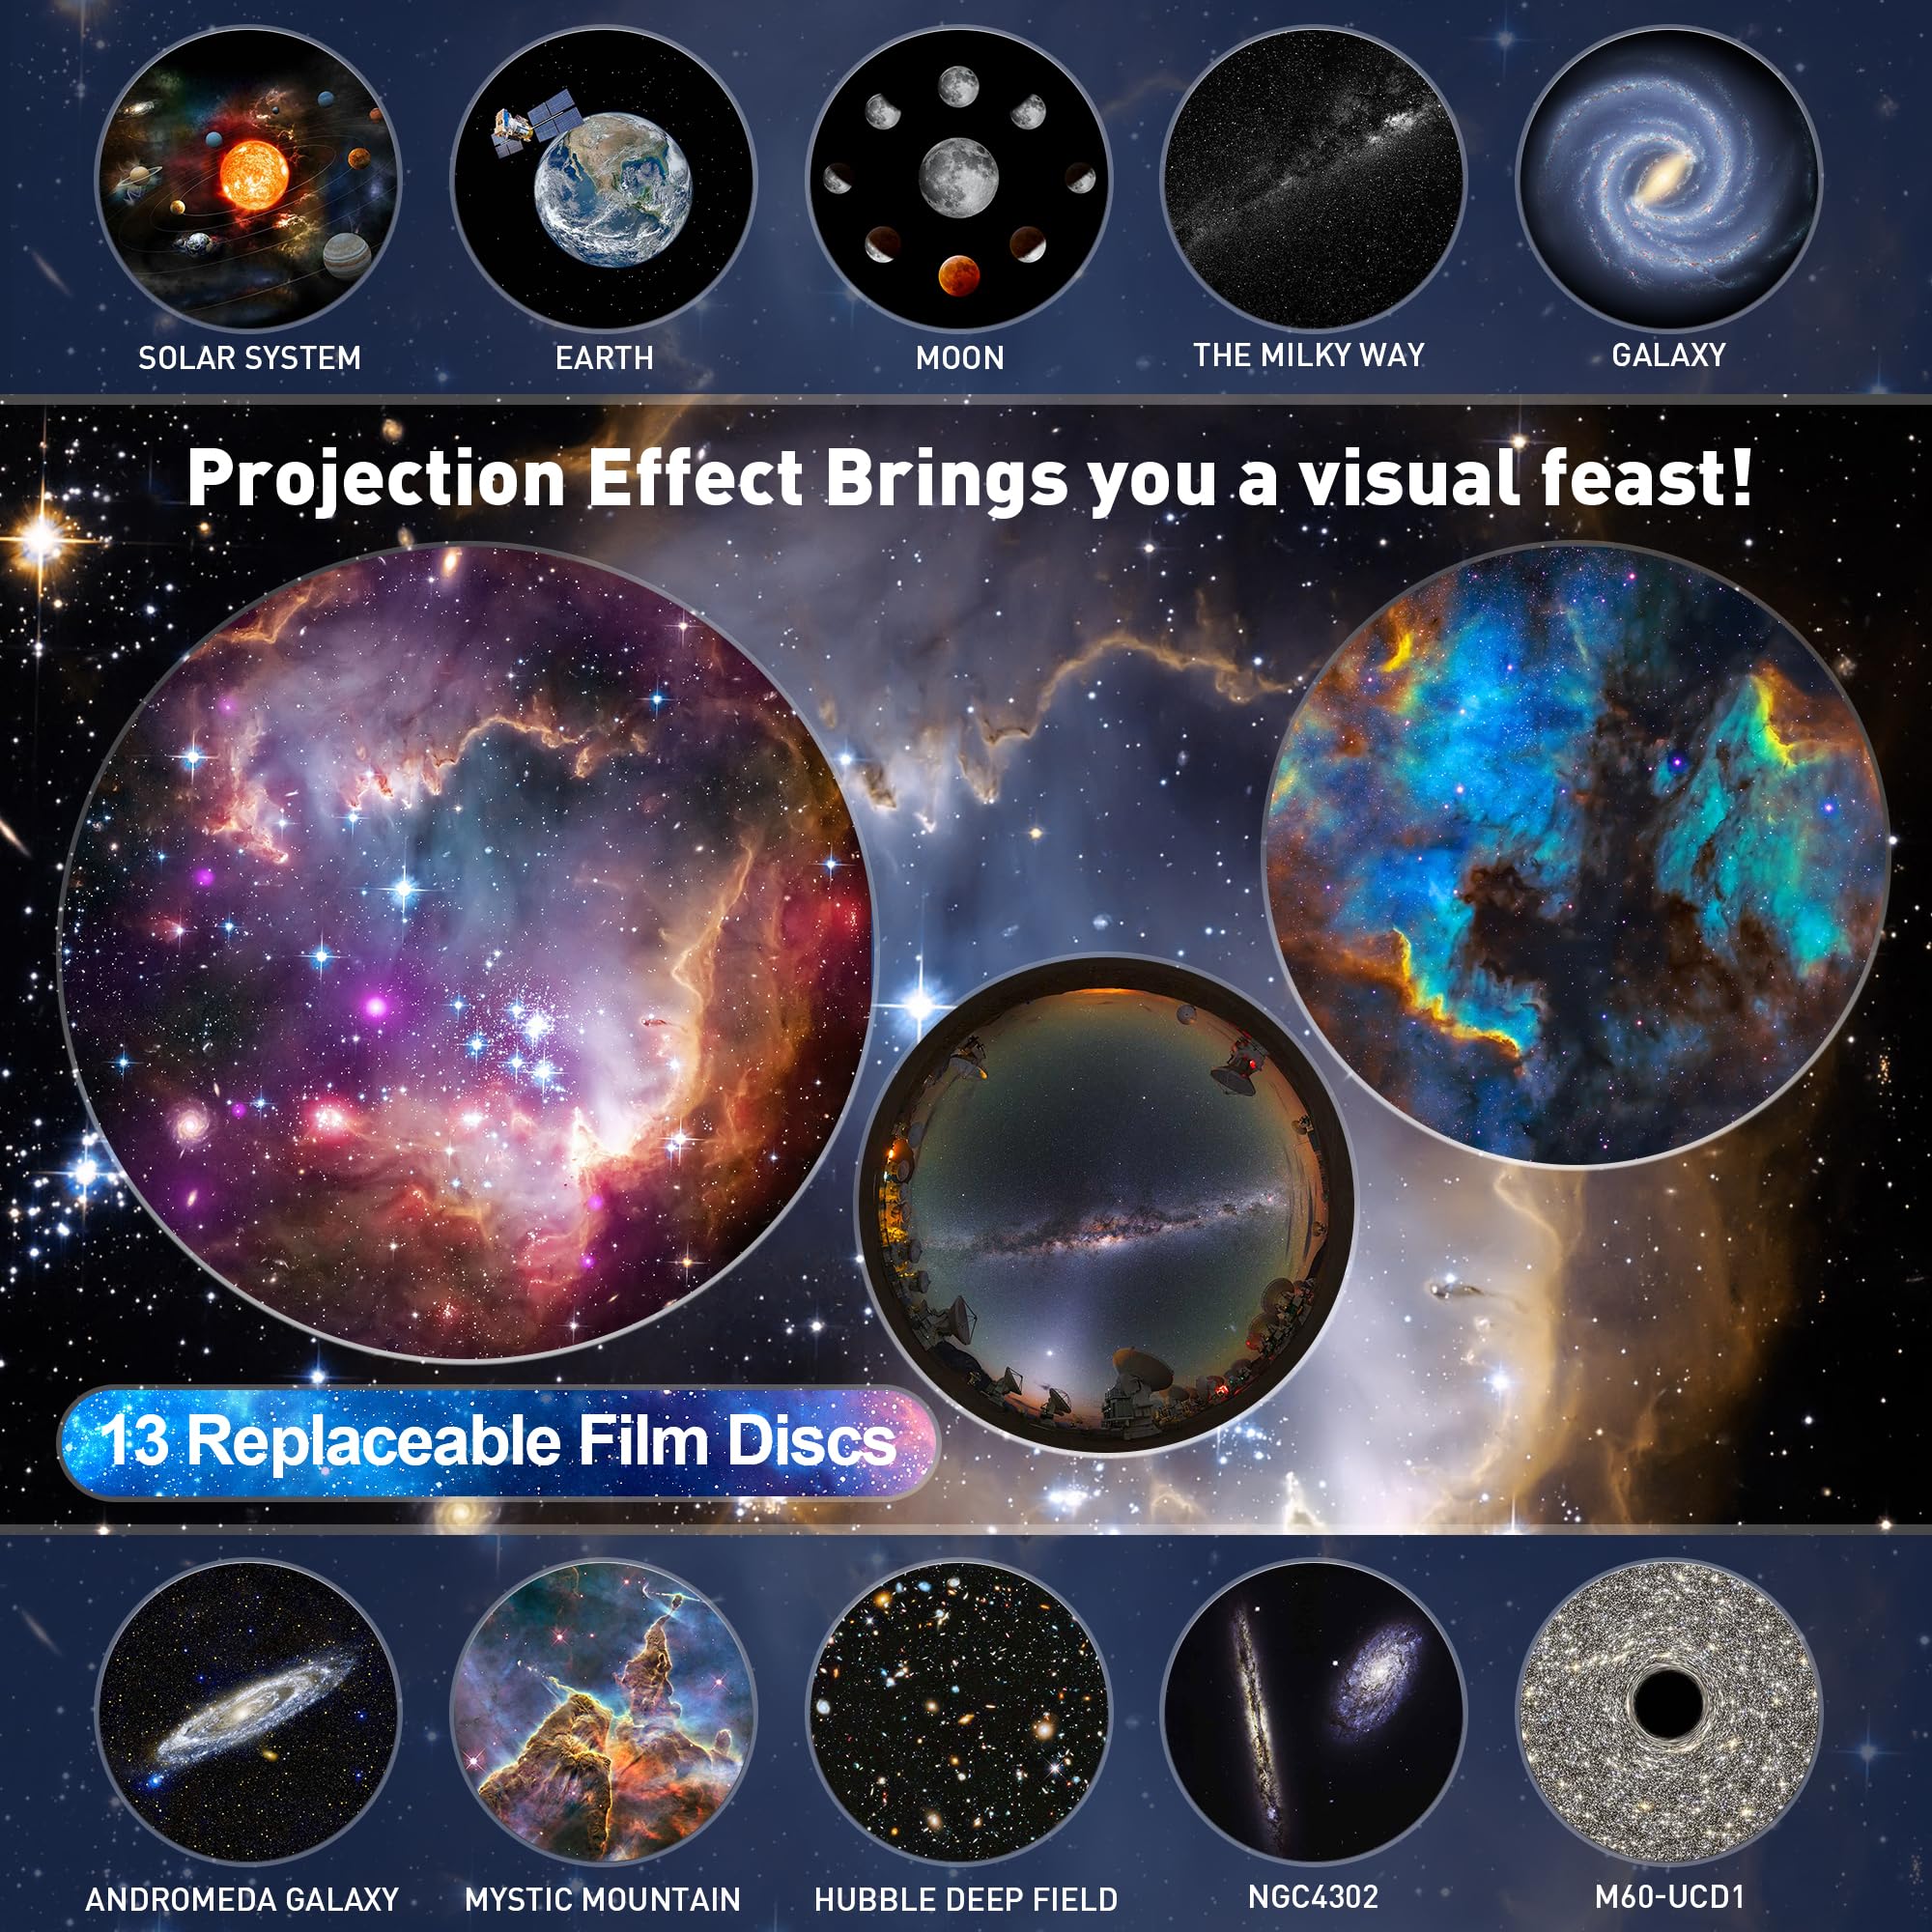 SOLAR SYSTEM
EARTH
MOON
THE MILKY WAY
GALAXY
Projection Effect Brings you a visual feast!
13 Replaceable Film Discs
ANDROMEDA GALAXY
MYSTIC MOUNTAIN
HUBBLE DEEP FIELD
NGC4302
M60-UCD1